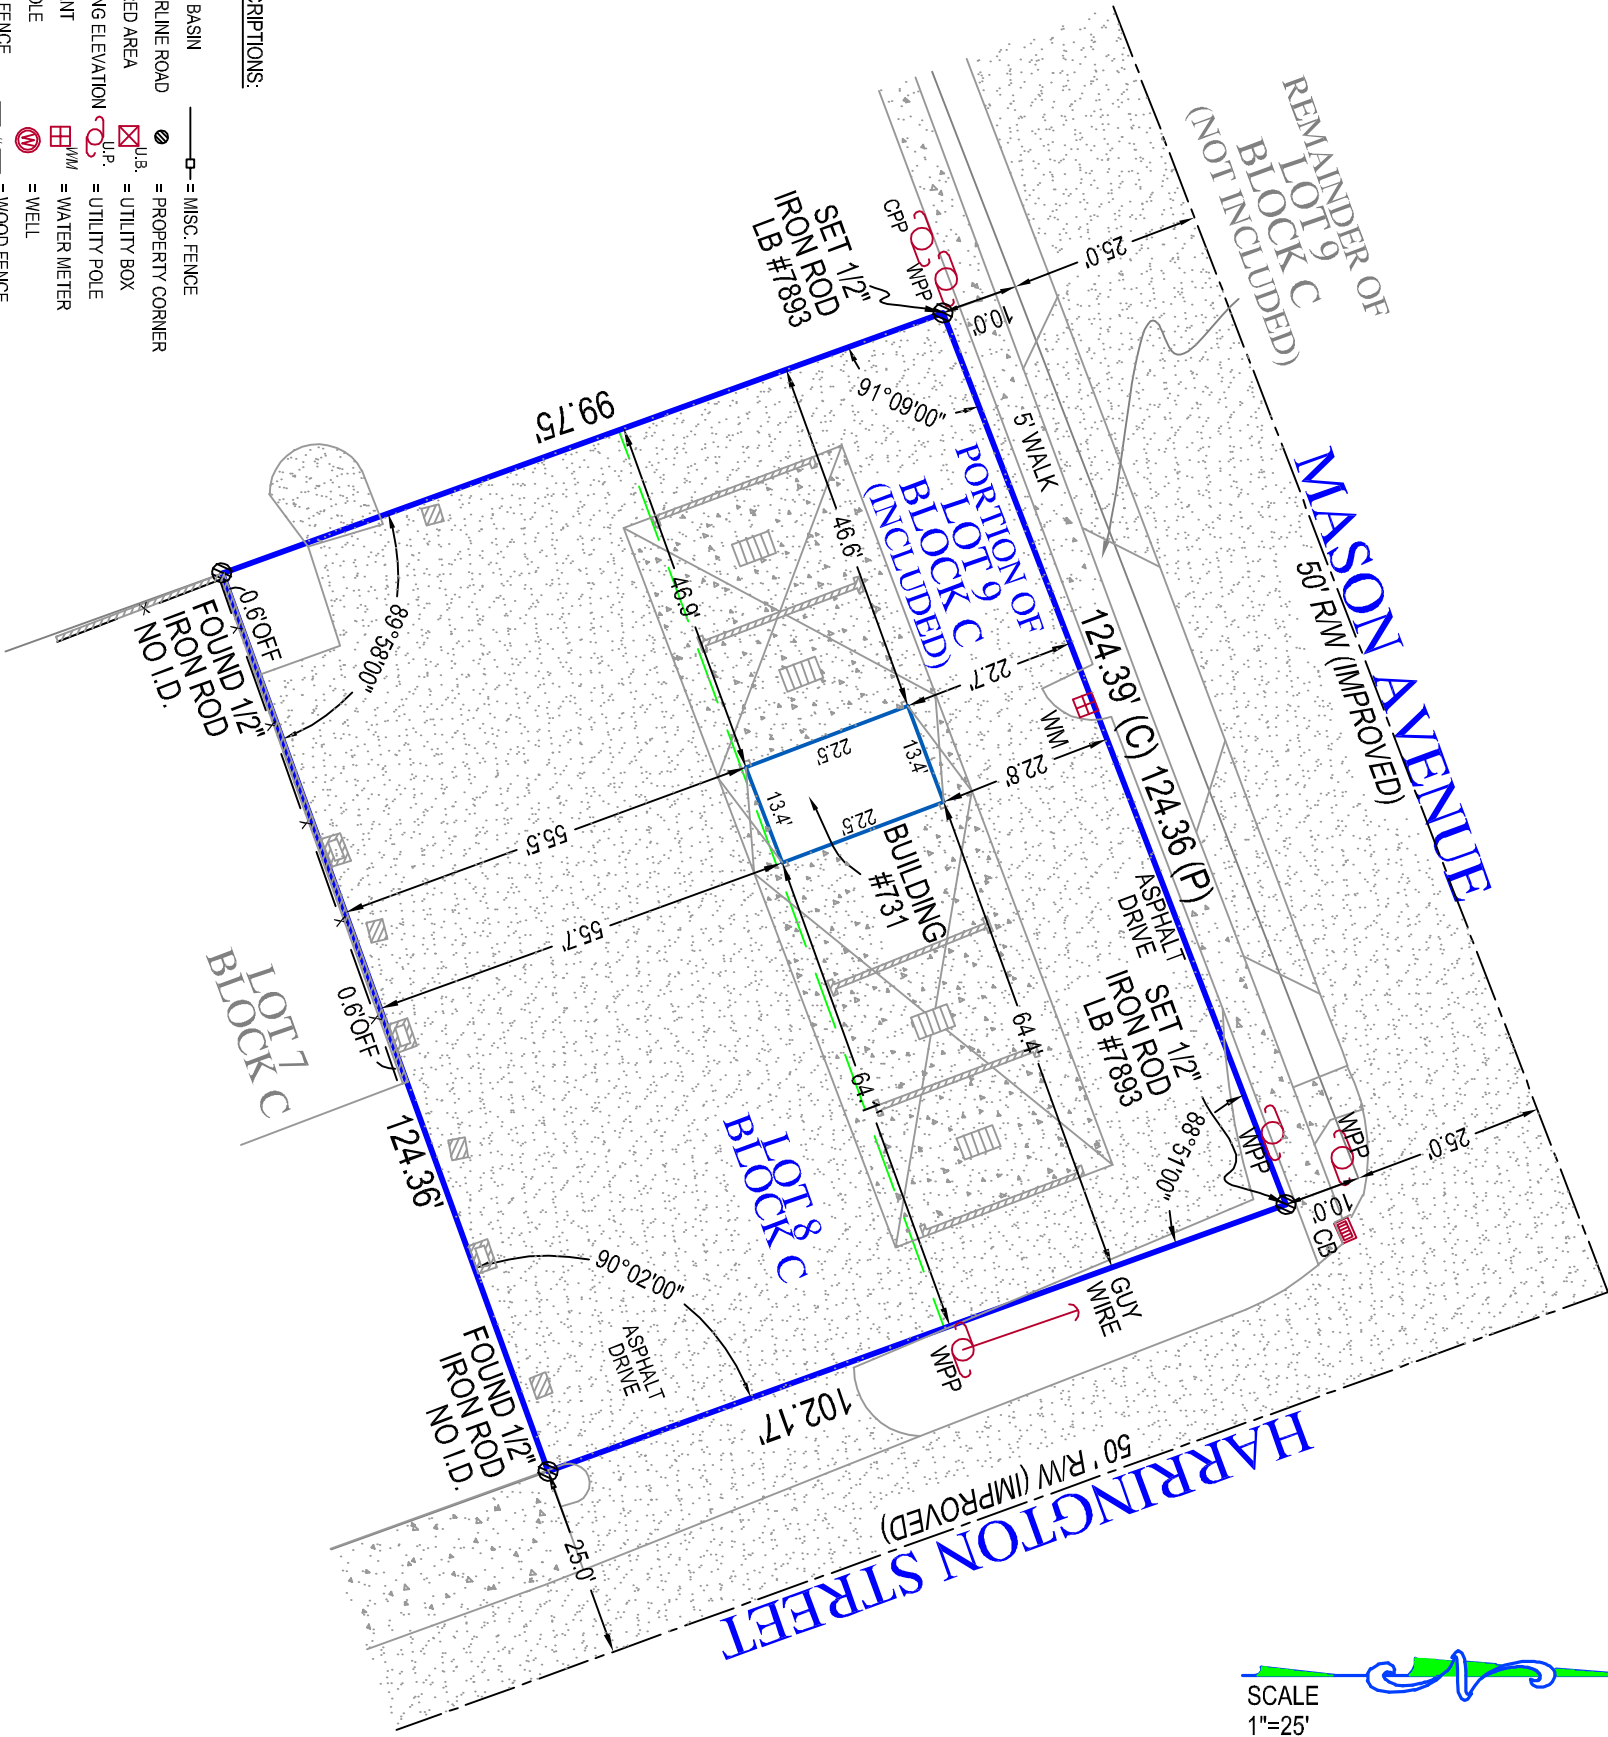 CRIPTIONS:
BASIN
RLINE ROAD
ED AREA
NG ELEVATION
NT
OLE
FENCE
= MISC. FENCE
= PROPERTY CORNER
U.B.
= UTILITY BOX
U.P.
= UTILITY POLE
WM
= WATER METER
W
= WELL
= WOOD FENCE
REMAINDER OF
LOT 9
BLOCK C
(NOT INCLUDED)
MASON AVENUE
50' R/W (IMPROVED)
25.0'
10.0'
CPP
WPP
SET 1/2"
IRON ROD
LB #7893
5' WALK
91°09'00"
PORTION OF
LOT 9
BLOCK C
(INCLUDED)
124.39' (C) 124.36 (P)
99.75'
46.6'
46.9'
22.7'
22.8'
WM
22.5'
13.4'
22.5'
13.4'
BUILDING
#731
ASPHALT
DRIVE
SET 1/2"
IRON ROD
LB #7893
88°51'00"
WPP
WPP
25.0'
10.0'
CB
64.4'
64.1'
55.5'
55.7'
89°58'00"
0.6'OFF
FOUND 1/2"
IRON ROD
NO I.D.
LOT 7
BLOCK C
0.6'OFF
124.36'
LOT 8
BLOCK C
90°02'00"
ASPHALT
DRIVE
GUY
WIRE
WPP
102.17'
FOUND 1/2"
IRON ROD
NO I.D.
25.0'
50' R/W (IMPROVED)
HARRINGTON STREET
SCALE
1"=25'